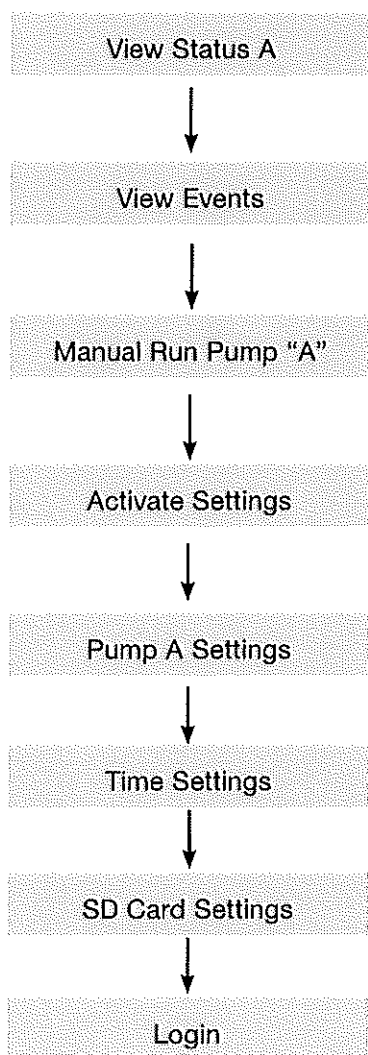 View Status A
View Events
Manual Run Pump “A”
Activate Settings
Pump A Settings
Time Settings
SD Card Settings
Login